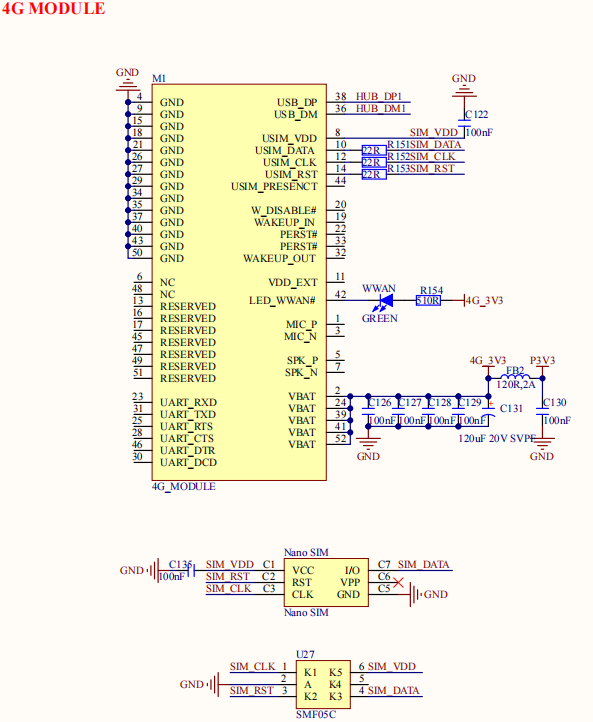 4G MODULE
GND
M1
GND
4 GND USB_DP 38 HUB_DP1
9 GND USB_DM 36 HUB_DM1
15 GND
C122
18 GND USIM_VDD 8 SIM_VDD 100nF
21 GND USIM_DATA 10 22R R151 SIM_DATA
26 GND USIM_CLK 12 22R R152 SIM_CLK
27 GND USIM_RST 14 22R R153 SIM_RST
29 GND USIM_PRESENCT 44
34 GND
35 GND W_DISABLE# 20
37 GND WAKEUP_IN 19
40 GND PERST# 22
43 GND PERST# 33
50 GND WAKEUP_OUT 32
6 NC VDD_EXT 11
WWAN R154
48 NC LED_WWAN# 42 510R 4G_3V3
13 RESERVED
GREEN
16 RESERVED MIC_P 1
17 RESERVED MIC_N 3
45 RESERVED
47 RESERVED SPK_P 5
49 RESERVED SPK_N 7
51 RESERVED
4G_3V3 P3V3
FB2
120R,2A
VBAT 2
23 UART_RXD VBAT 24 C126 C127 C128 C129 C131 C130
31 UART_TXD VBAT 39 100nF 100nF 100nF 100nF 100nF
25 UART_RTS VBAT 41
28 UART_CTS VBAT 52 120uF 20V SVPF
46 UART_DTR GND GND
30 UART_DCD
4G_MODULE
Nano SIM
GND C135 100nF SIM_VDD C1 VCC I/O C7 SIM_DATA
SIM_RST C2 RST VPP C6
SIM_CLK C3 CLK GND C5 GND
Nano SIM
U27
SIM_CLK 1 K1 K5 6 SIM_VDD
GND 2 A K4 5
SIM_RST 3 K2 K3 4 SIM_DATA
SMF05C